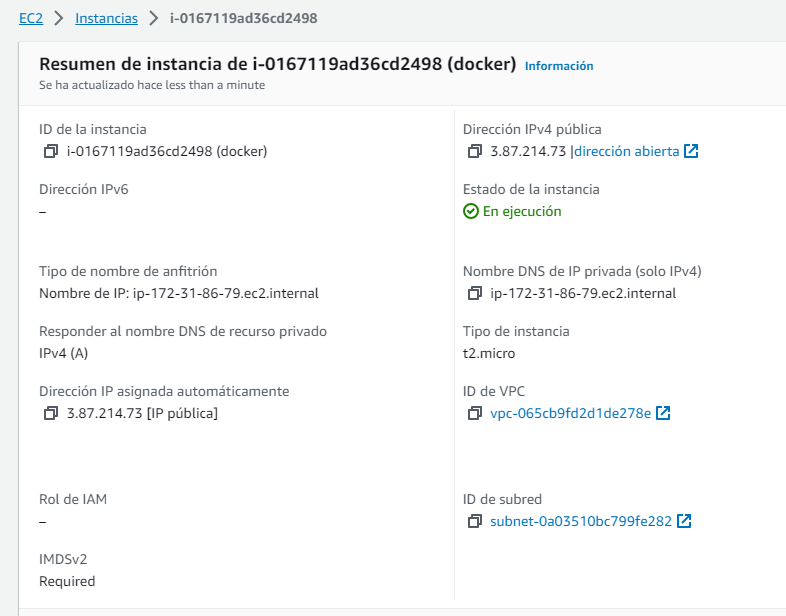 EC2 > Instancias > i-0167119ad36cd2498
Resumen de instancia de i-0167119ad36cd2498 (docker) Información
Se ha actualizado hace less than a minute
ID de la instancia
i-0167119ad36cd2498 (docker)
Dirección IPv4 pública
3.87.214.73 |dirección abierta
Dirección IPv6
–
Estado de la instancia
En ejecución
Tipo de nombre de anfitrión
Nombre de IP: ip-172-31-86-79.ec2.internal
Nombre DNS de IP privada (solo IPv4)
ip-172-31-86-79.ec2.internal
Responder al nombre DNS de recurso privado
IPv4 (A)
Tipo de instancia
t2.micro
Dirección IP asignada automáticamente
3.87.214.73 [IP pública]
ID de VPC
vpc-065cb9fd2d1de278e
Rol de IAM
–
ID de subred
subnet-0a03510bc799fe282
IMDSv2
Required